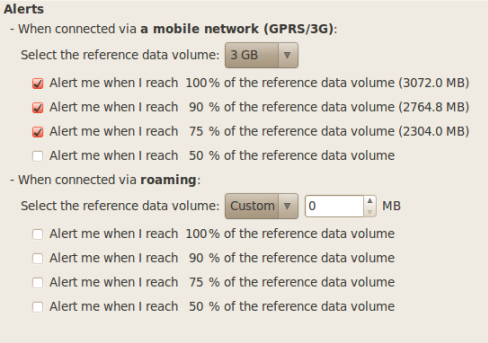 Alerts
- When connected via a mobile network (GPRS/3G):
Select the reference data volume: 3 GB
Alert me when I reach 100 % of the reference data volume (3072.0 MB)
Alert me when I reach 90 % of the reference data volume (2764.8 MB)
Alert me when I reach 75 % of the reference data volume (2304.0 MB)
Alert me when I reach 50 % of the reference data volume
- When connected via roaming:
Select the reference data volume: Custom 0 MB
Alert me when I reach 100 % of the reference data volume
Alert me when I reach 90 % of the reference data volume
Alert me when I reach 75 % of the reference data volume
Alert me when I reach 50 % of the reference data volume